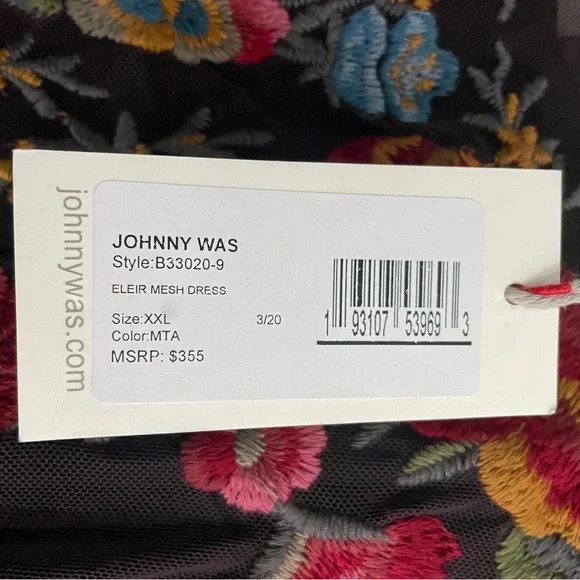 johnnywas.com
JOHNNY WAS
Style:B33020-9
ELEIR MESH DRESS
Size:XXL 3/20
Color:MTA
MSRP: $355
1 93107 53969 3